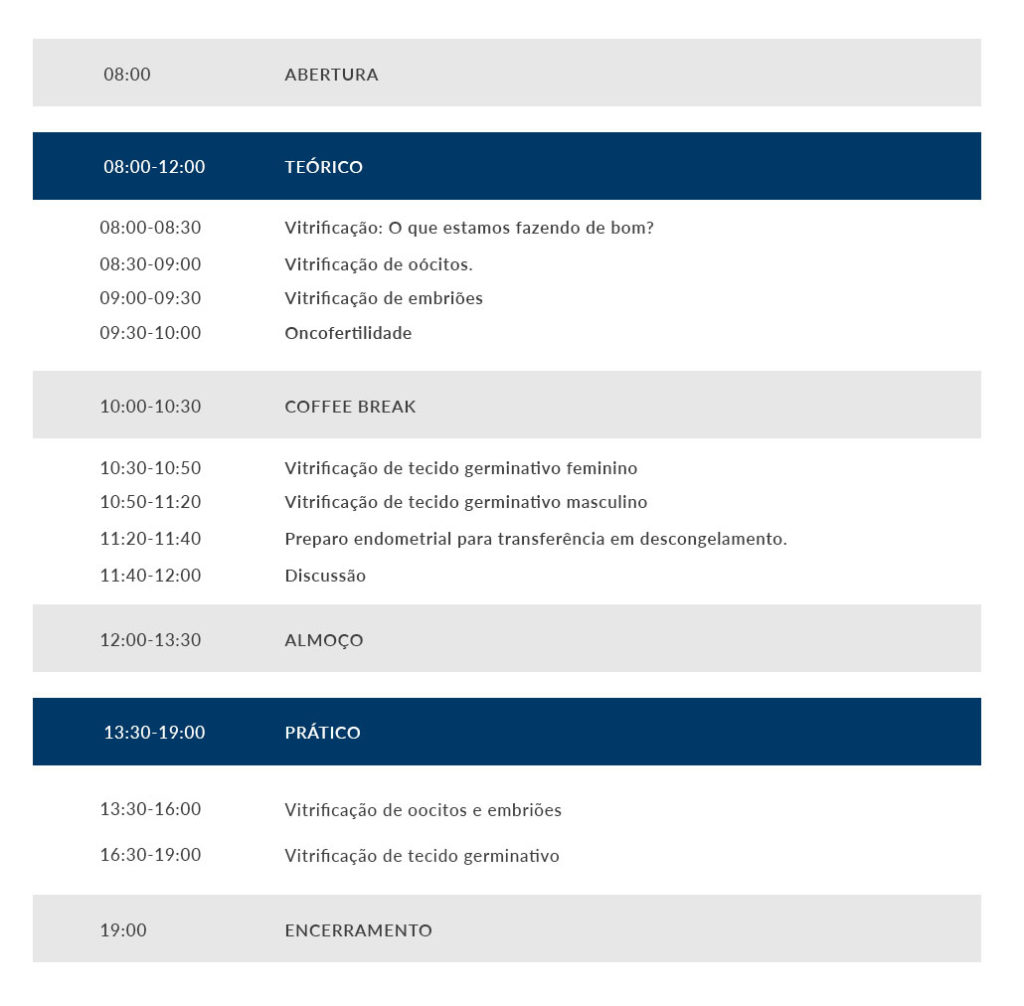 08:00 ABERTURA
08:00-12:00 TEÓRICO
08:00-08:30 Vitrificação: O que estamos fazendo de bom?
08:30-09:00 Vitrificação de oócitos.
09:00-09:30 Vitrificação de embriões
09:30-10:00 Oncofertilidade
10:00-10:30 COFFEE BREAK
10:30-10:50 Vitrificação de tecido germinativo feminino
10:50-11:20 Vitrificação de tecido germinativo masculino
11:20-11:40 Preparo endometrial para transferência em descongelamento.
11:40-12:00 Discussão
12:00-13:30 ALMOÇO
13:30-19:00 PRÁTICO
13:30-16:00 Vitrificação de oocitos e embriões
16:30-19:00 Vitrificação de tecido germinativo
19:00 ENCERRAMENTO